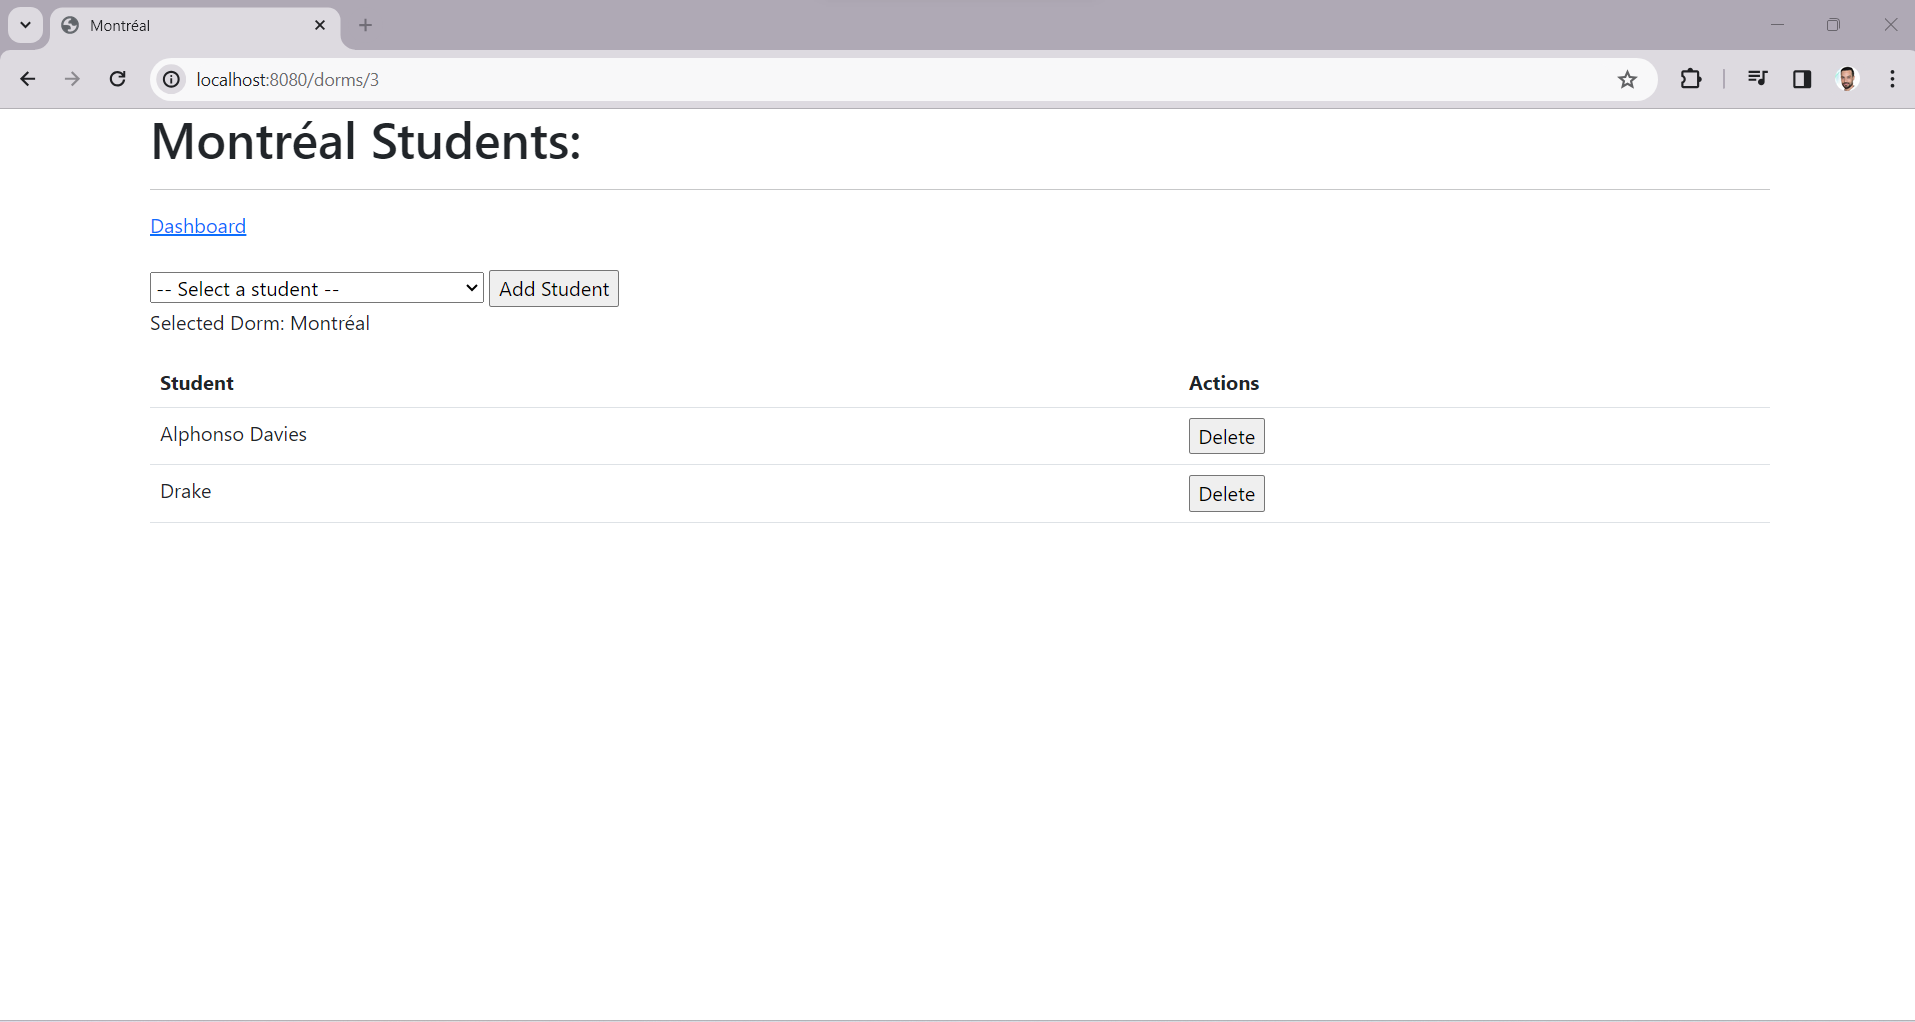 Montréal
localhost:8080/dorms/3
Montréal Students:
Dashboard
-- Select a student -- Add Student
Selected Dorm: Montréal
Student Actions
Alphonso Davies Delete
Drake Delete